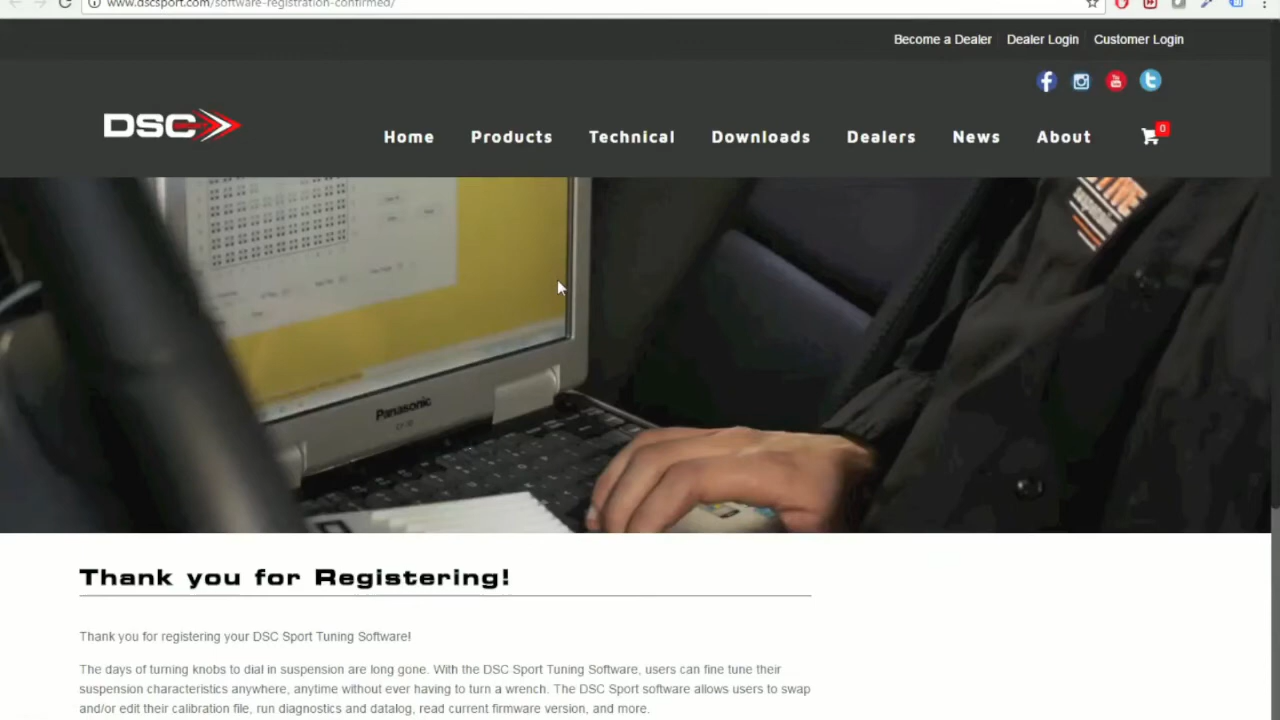 www.dscsport.com/software-registration-confirmed/
Become a Dealer Dealer Login Customer Login
DSC
Home Products Technical Downloads Dealers News About
0
Panasonic
Thank you for Registering!
Thank you for registering your DSC Sport Tuning Software!
The days of turning knobs to dial in suspension are long gone. With the DSC Sport Tuning Software, users can fine tune their
suspension characteristics anywhere, anytime without ever having to turn a wrench. The DSC Sport software allows users to swap
and/or edit their calibration file, run diagnostics and datalog, read current firmware version, and more.